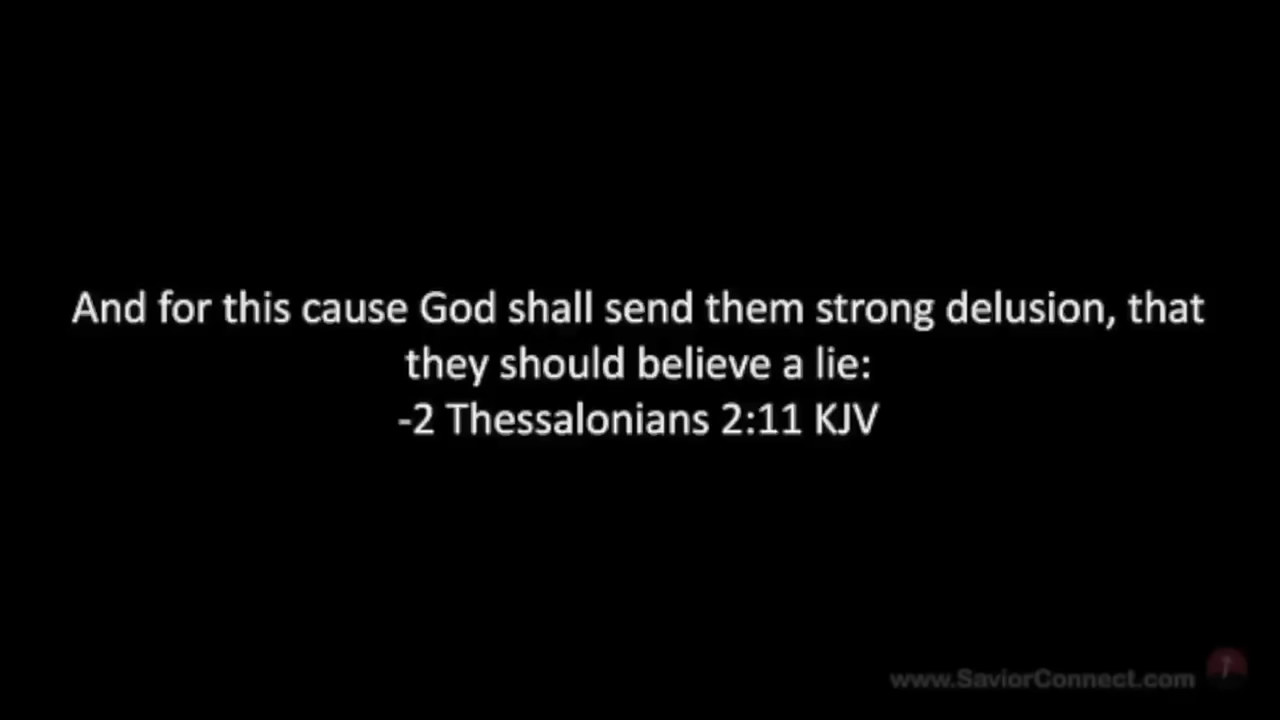 And for this cause God shall send them strong delusion, that
they should believe a lie:
-2 Thessalonians 2:11 KJV
www.SaviorConnect.com